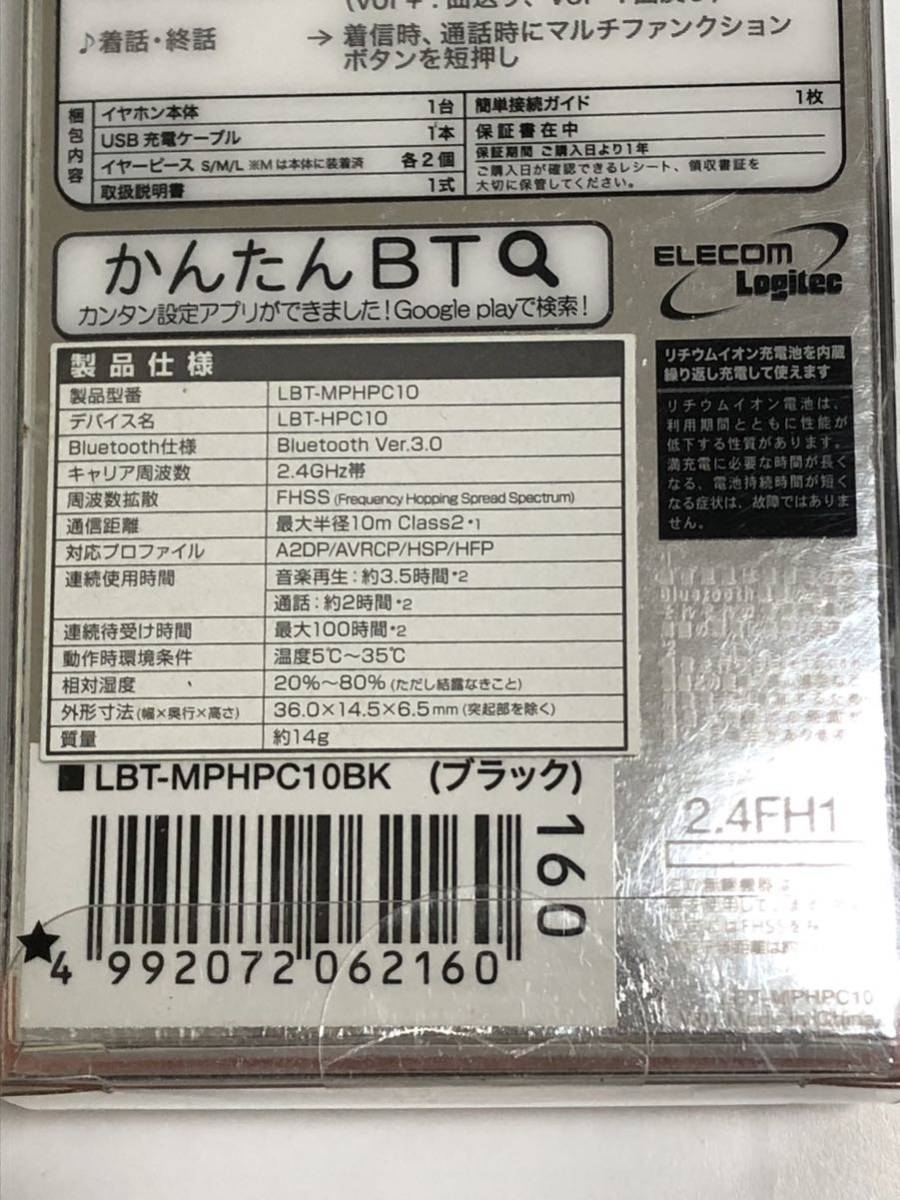 ♪着話・終話 → 着信時、通話時にマルチファンクション
ボタンを短押し
梱包内容
イヤホン本体 1台
USB充電ケーブル 1本
イヤーピース S/M/L ※Mは本体に装着済 各2個
取扱説明書 1式
簡単接続ガイド 1枚
保証書在中
保証期間 ご購入日より1年
ご購入日が確認できるレシート、領収書証を
大切に保管してください。
かんたんBT
カンタン設定アプリができました!Google playで検索!
ELECOM
Logitec
製品仕様
製品型番 LBT-MPHPC10
デバイス名 LBT-HPC10
Bluetooth仕様 Bluetooth Ver.3.0
キャリア周波数 2.4GHz帯
周波数拡散 FHSS (Frequency Hopping Spread Spectrum)
通信距離 最大半径10m Class2 *1
対応プロファイル A2DP/AVRCP/HSP/HFP
連続使用時間 音楽再生:約3.5時間*2
通話:約2時間*2
連続待受け時間 最大100時間*2
動作時環境条件 温度5℃~35℃
相対湿度 20%~80% (ただし結露なきこと)
外形寸法(幅×奥行×高さ) 36.0×14.5×6.5mm (突起部を除く)
質量 約14g
リチウムイオン充電池を内蔵
繰り返し充電して使えます
リチウムイオン電池は、
利用期間とともに性能が
低下する性質があります。
満充電に必要な時間が長く
なる、電池持続時間が短く
なる症状は、故障ではありま
せん。
■LBT-MPHPC10BK (ブラック)
160
4 992072 062160
2.4FH1
LBT-MPHPC10
Made in China